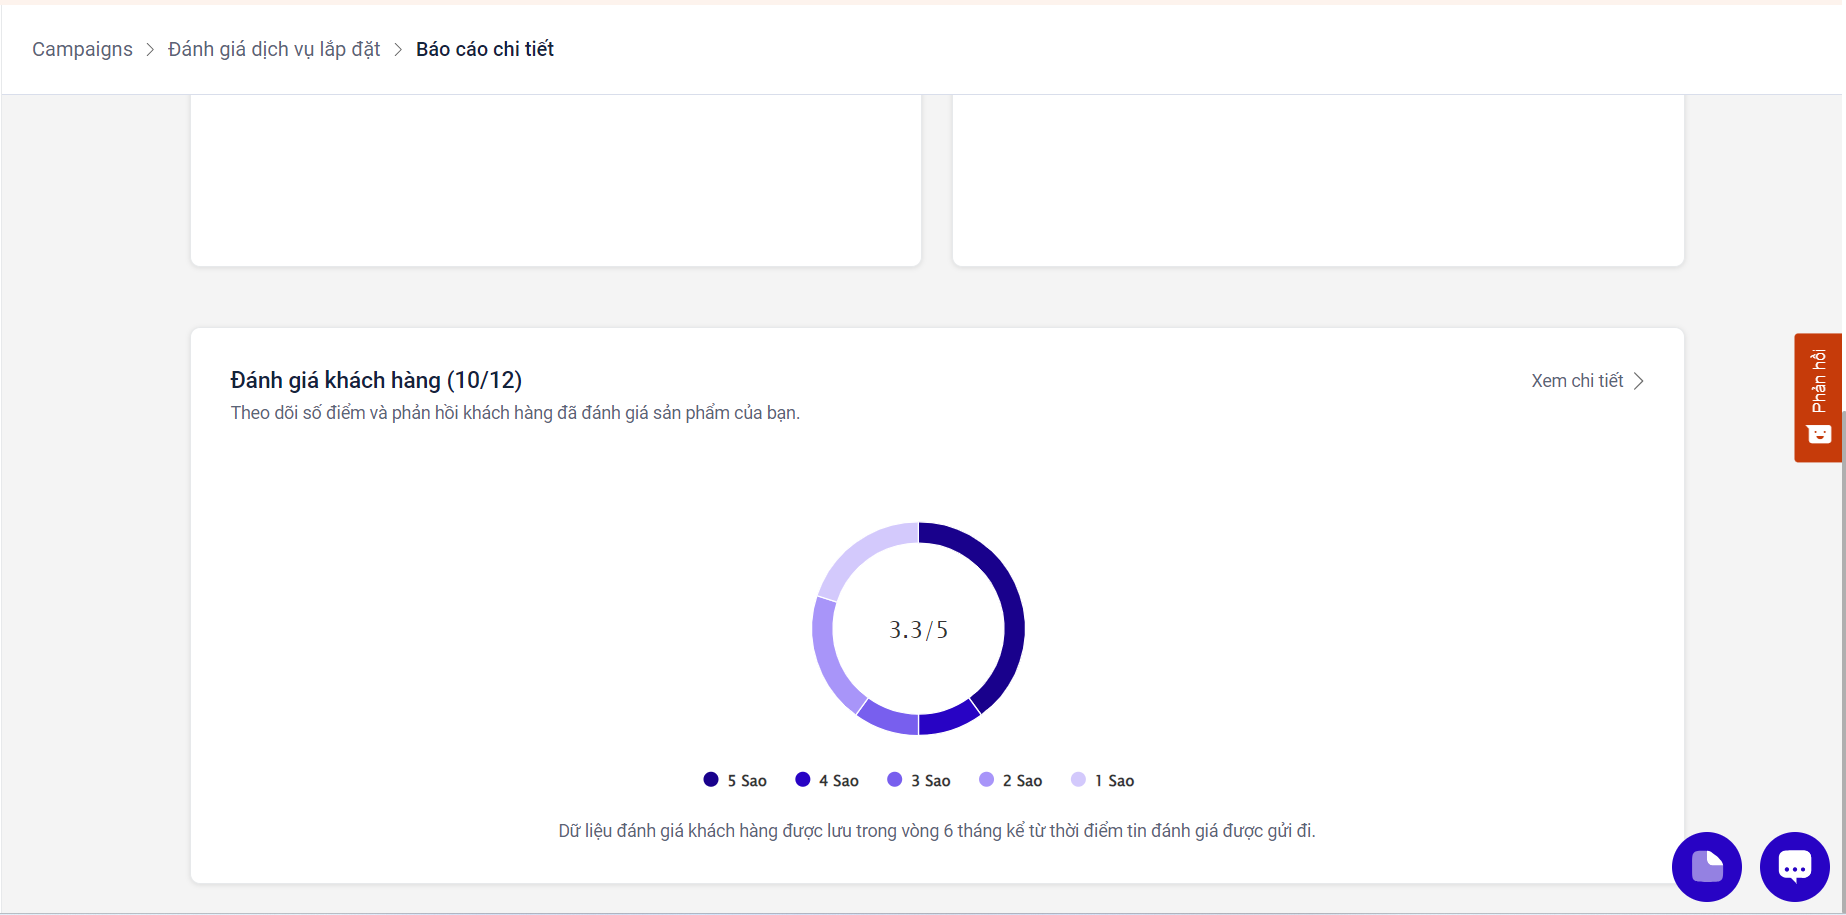 Campaigns > Đánh giá dịch vụ lắp đặt > Báo cáo chi tiết
Đánh giá khách hàng (10/12)
Xem chi tiết >
Theo dõi số điểm và phản hồi khách hàng đã đánh giá sản phẩm của bạn.
Phản hồi
3.3/5
5 Sao 4 Sao 3 Sao 2 Sao 1 Sao
Dữ liệu đánh giá khách hàng được lưu trong vòng 6 tháng kể từ thời điểm tin đánh giá được gửi đi.